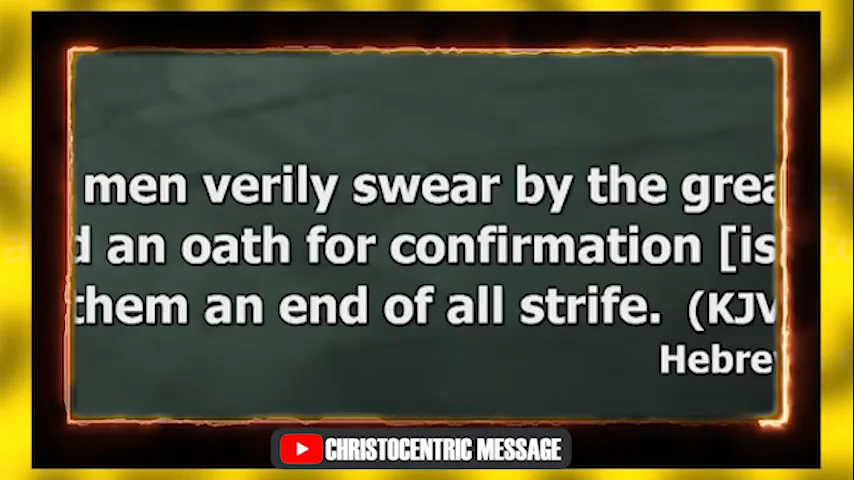 men verily swear by the grea
d an oath for confirmation [is
them an end of all strife. (KJV
Hebre
CHRISTOCENTRIC MESSAGE